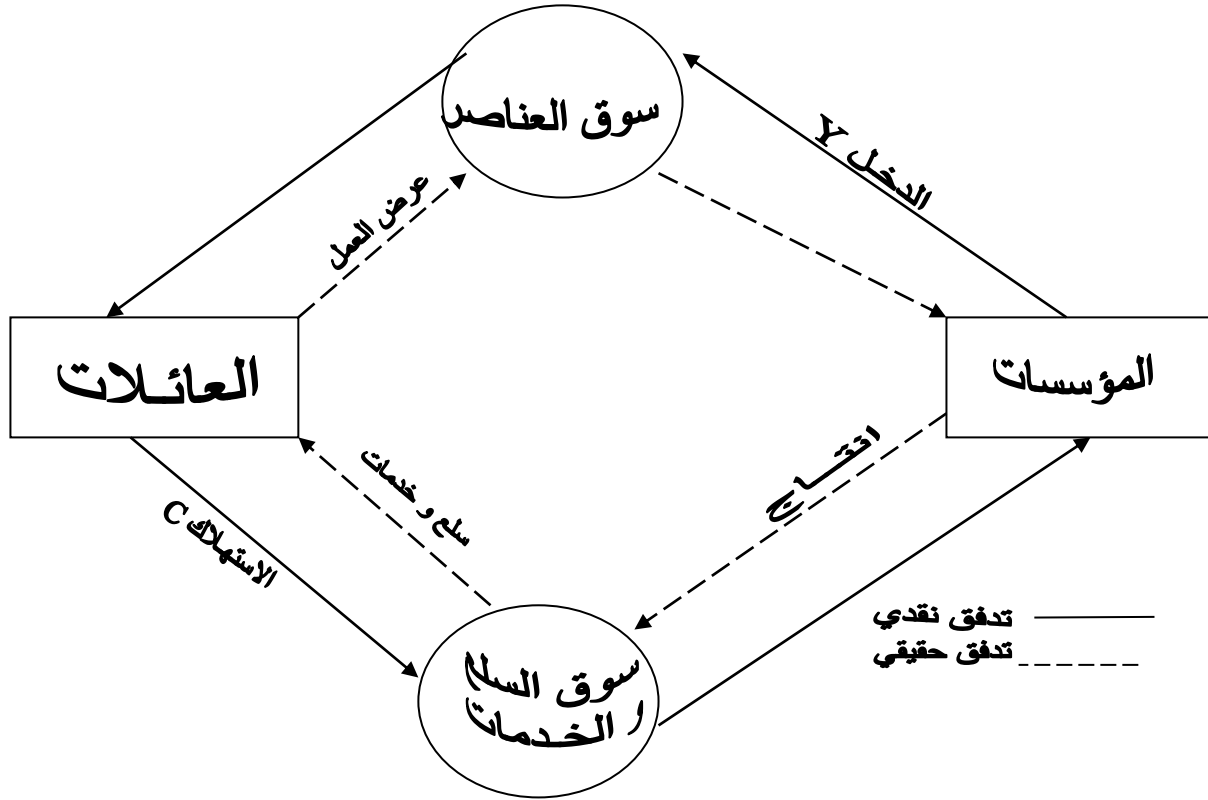 سوق العناصر
الدخل Y
عرض العمل
العائلات
المؤسسات
انتاج
سلع و خدمات
الاستهلاك C
تدفق نقدي
تدفق حقيقي
سوق السلع
و الخدمات